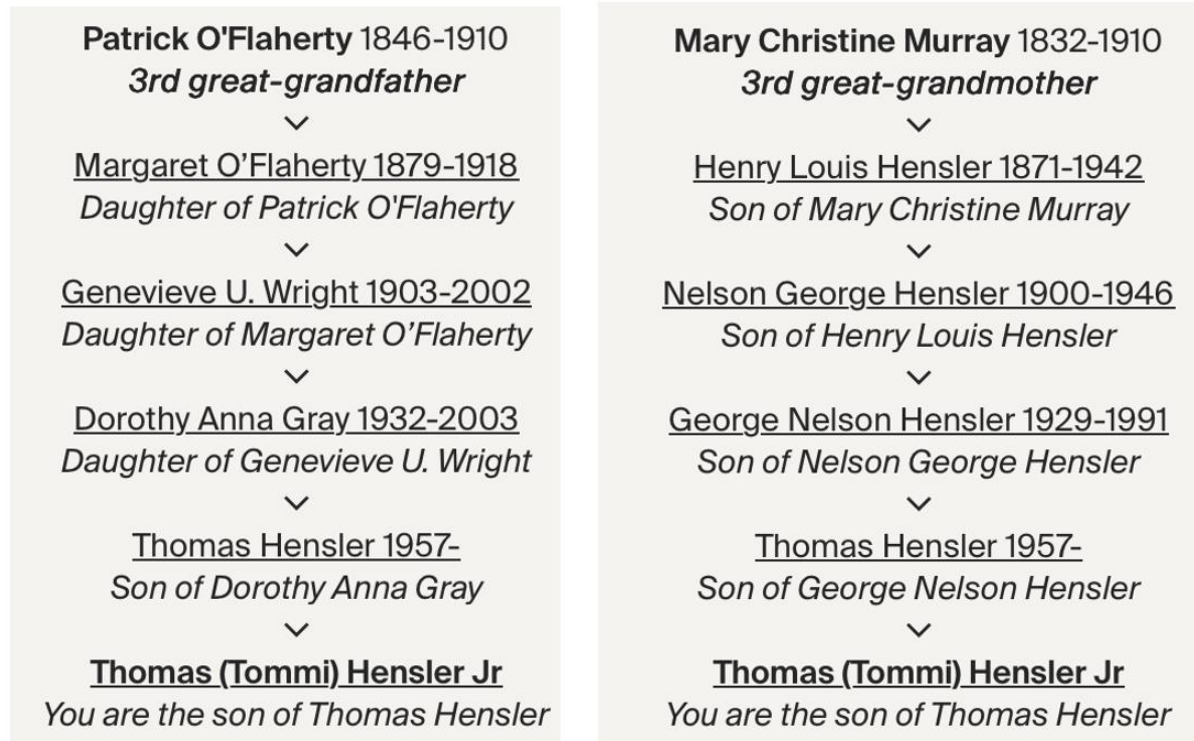 Patrick O'Flaherty 1846-1910
3rd great-grandfather
Margaret O’Flaherty 1879-1918
Daughter of Patrick O'Flaherty
Genevieve U. Wright 1903-2002
Daughter of Margaret O’Flaherty
Dorothy Anna Gray 1932-2003
Daughter of Genevieve U. Wright
Thomas Hensler 1957-
Son of Dorothy Anna Gray
Thomas (Tommi) Hensler Jr
You are the son of Thomas Hensler
Mary Christine Murray 1832-1910
3rd great-grandmother
Henry Louis Hensler 1871-1942
Son of Mary Christine Murray
Nelson George Hensler 1900-1946
Son of Henry Louis Hensler
George Nelson Hensler 1929-1991
Son of Nelson George Hensler
Thomas Hensler 1957-
Son of George Nelson Hensler
Thomas (Tommi) Hensler Jr
You are the son of Thomas Hensler